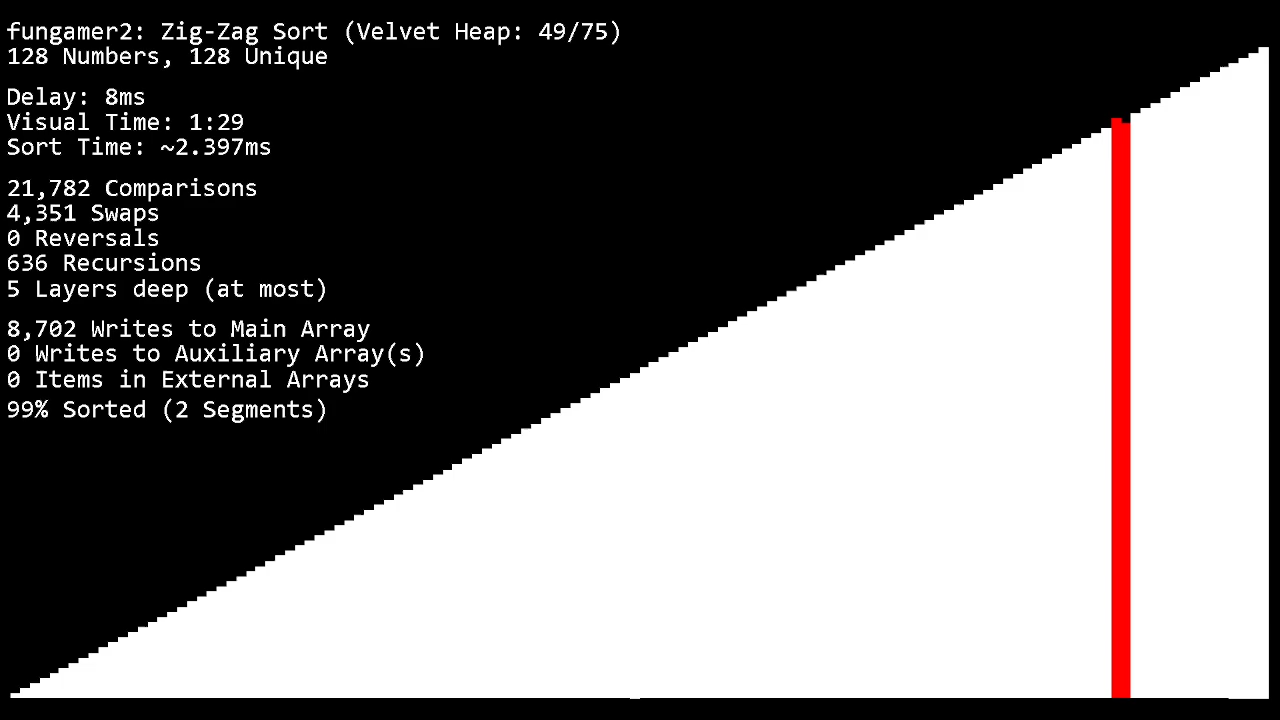 fungamer2: Zig-Zag Sort (Velvet Heap: 49/75)
128 Numbers, 128 Unique
Delay: 8ms
Visual Time: 1:29
Sort Time: ~2.397ms
21,782 Comparisons
4,351 Swaps
0 Reversals
636 Recursions
5 Layers deep (at most)
8,702 Writes to Main Array
0 Writes to Auxiliary Array(s)
0 Items in External Arrays
99% Sorted (2 Segments)